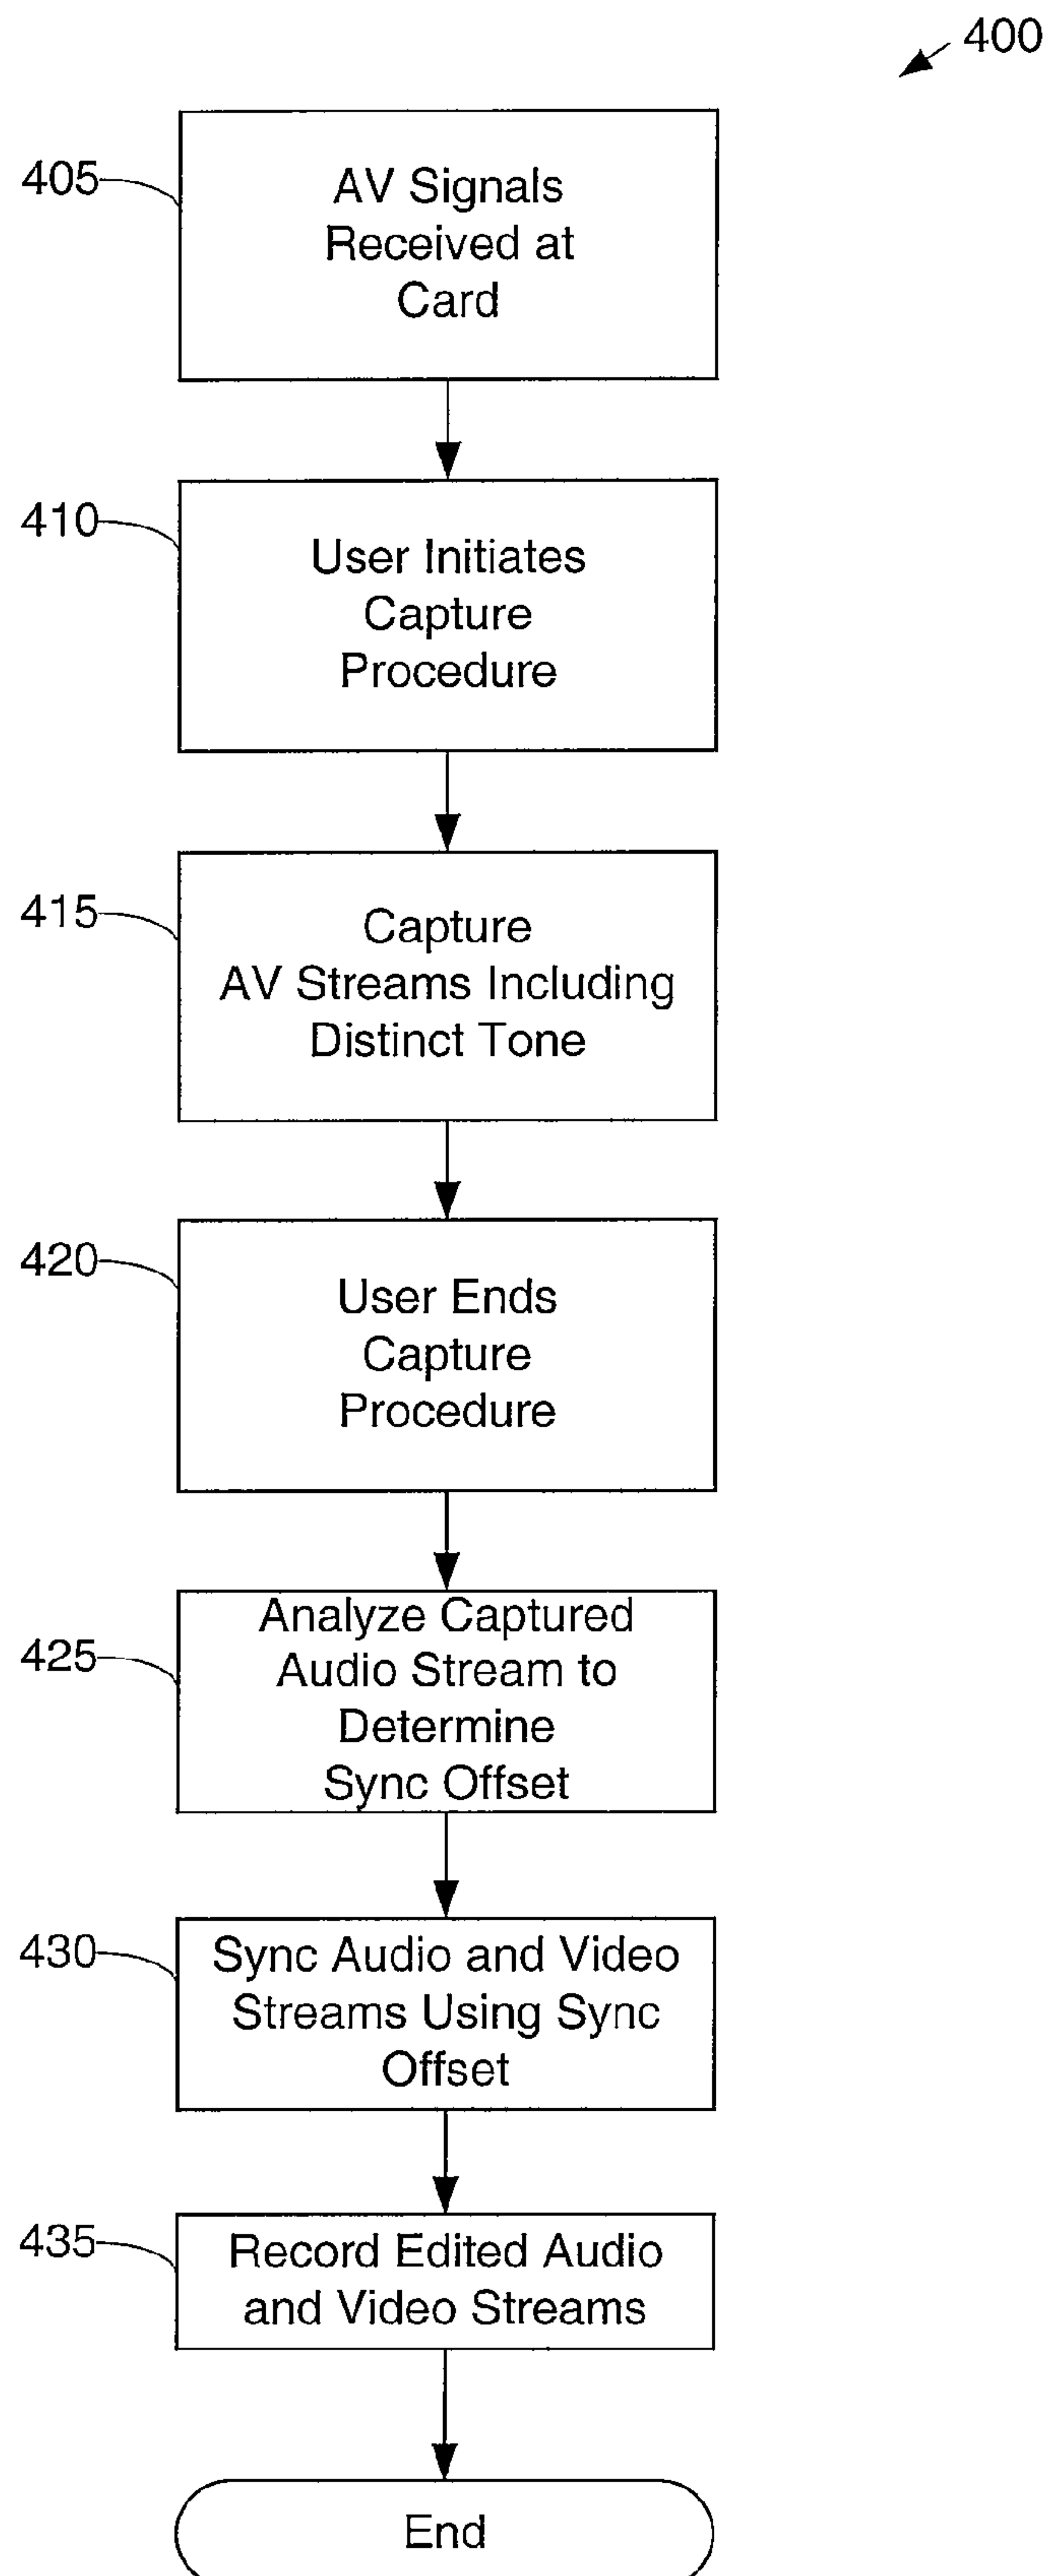 400
405
AV Signals
Received at
Card
410
User Initiates
Capture
Procedure
415
Capture
AV Streams Including
Distinct Tone
420
User Ends
Capture
Procedure
425
Analyze Captured
Audio Stream to
Determine
Sync Offset
430
Sync Audio and Video
Streams Using Sync
Offset
435
Record Edited Audio
and Video Streams
End